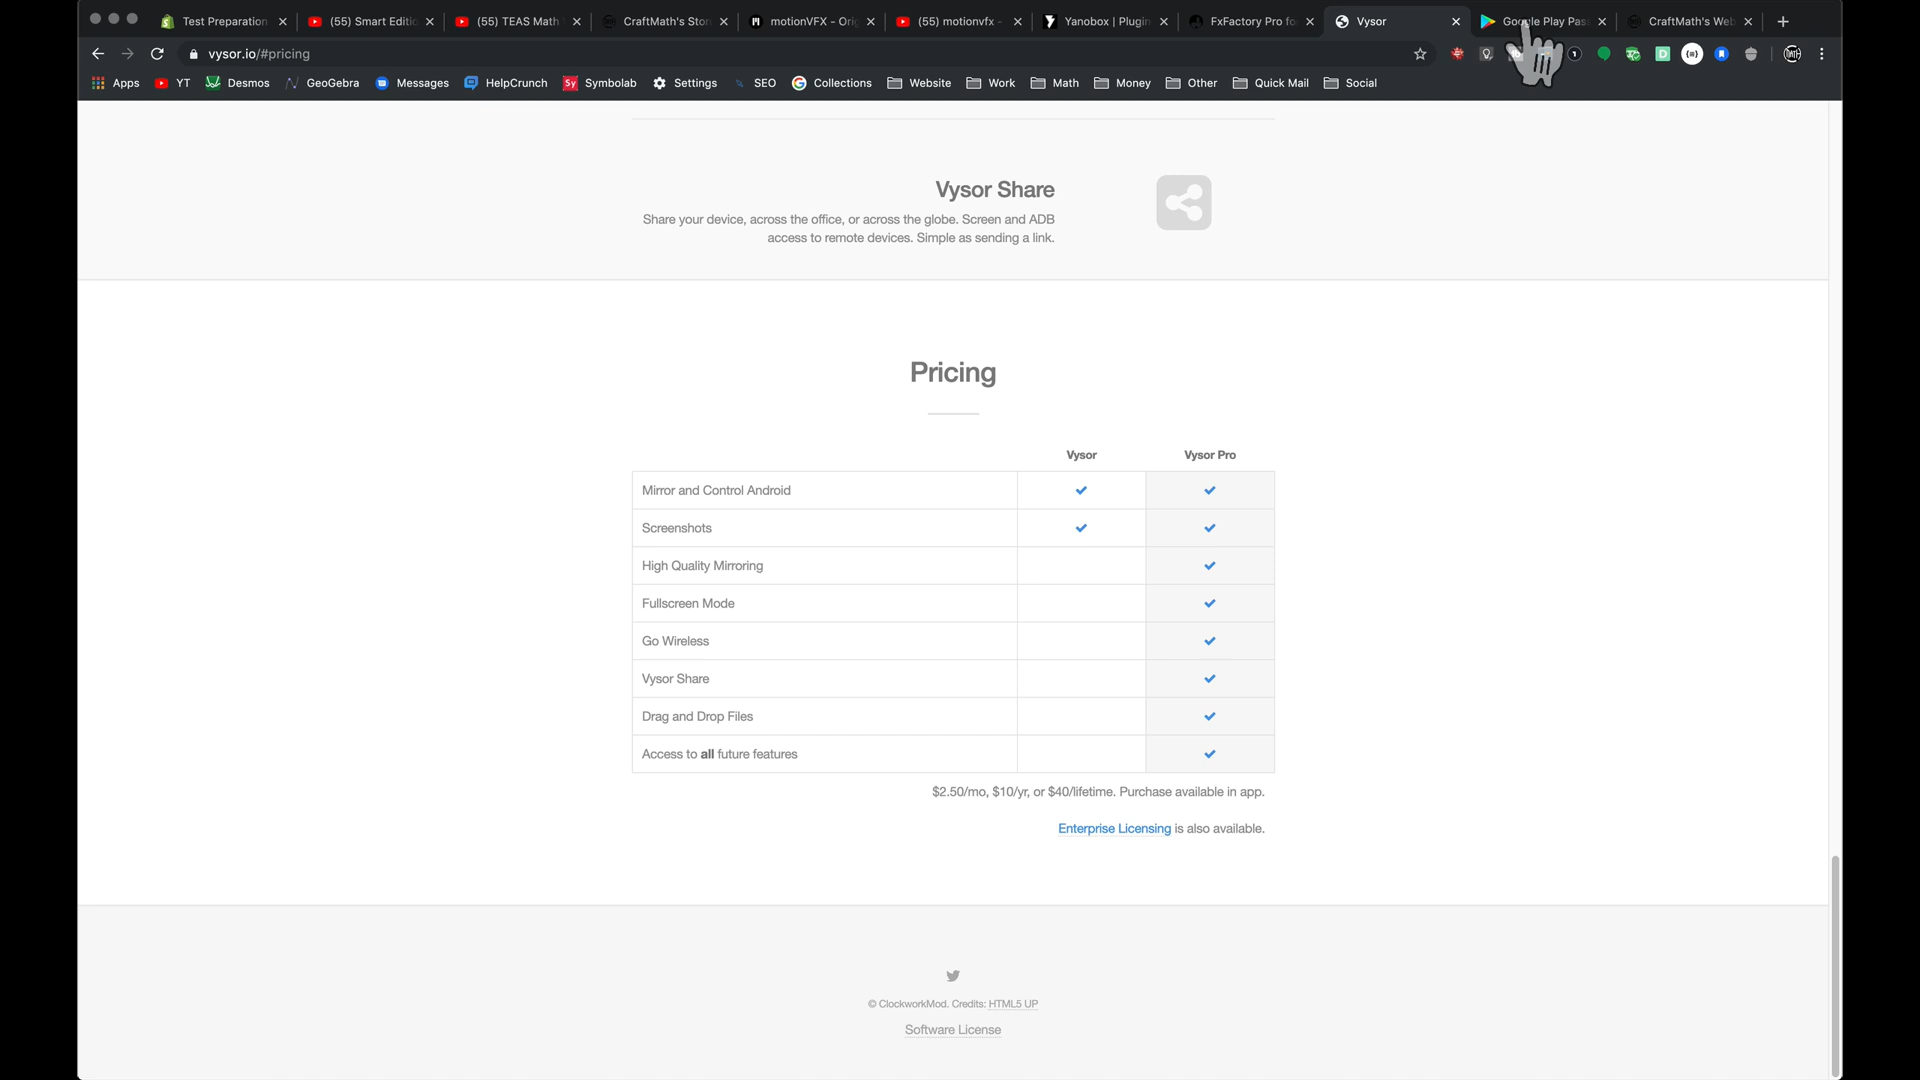 Test Preparation
(55) Smart Editio
(55) TEAS Math
CraftMath's Stor
motionVFX - Orig
(55) motionvfx -
Yanobox | Plugin
FxFactory Pro fo
Vysor
Google Play Pas
CraftMath's Web
vysor.io/#pricing
Apps
YT
Desmos
GeoGebra
Messages
HelpCrunch
Sy Symbolab
Settings
SEO
Collections
Website
Work
Math
Money
Other
Quick Mail
Social
Vysor Share
Share your device, across the office, or across the globe. Screen and ADB
access to remote devices. Simple as sending a link.
Pricing
Vysor Vysor Pro
Mirror and Control Android
Screenshots
High Quality Mirroring
Fullscreen Mode
Go Wireless
Vysor Share
Drag and Drop Files
Access to all future features
$2.50/mo, $10/yr, or $40/lifetime. Purchase available in app.
Enterprise Licensing is also available.
© ClockworkMod. Credits: HTML5 UP
Software License